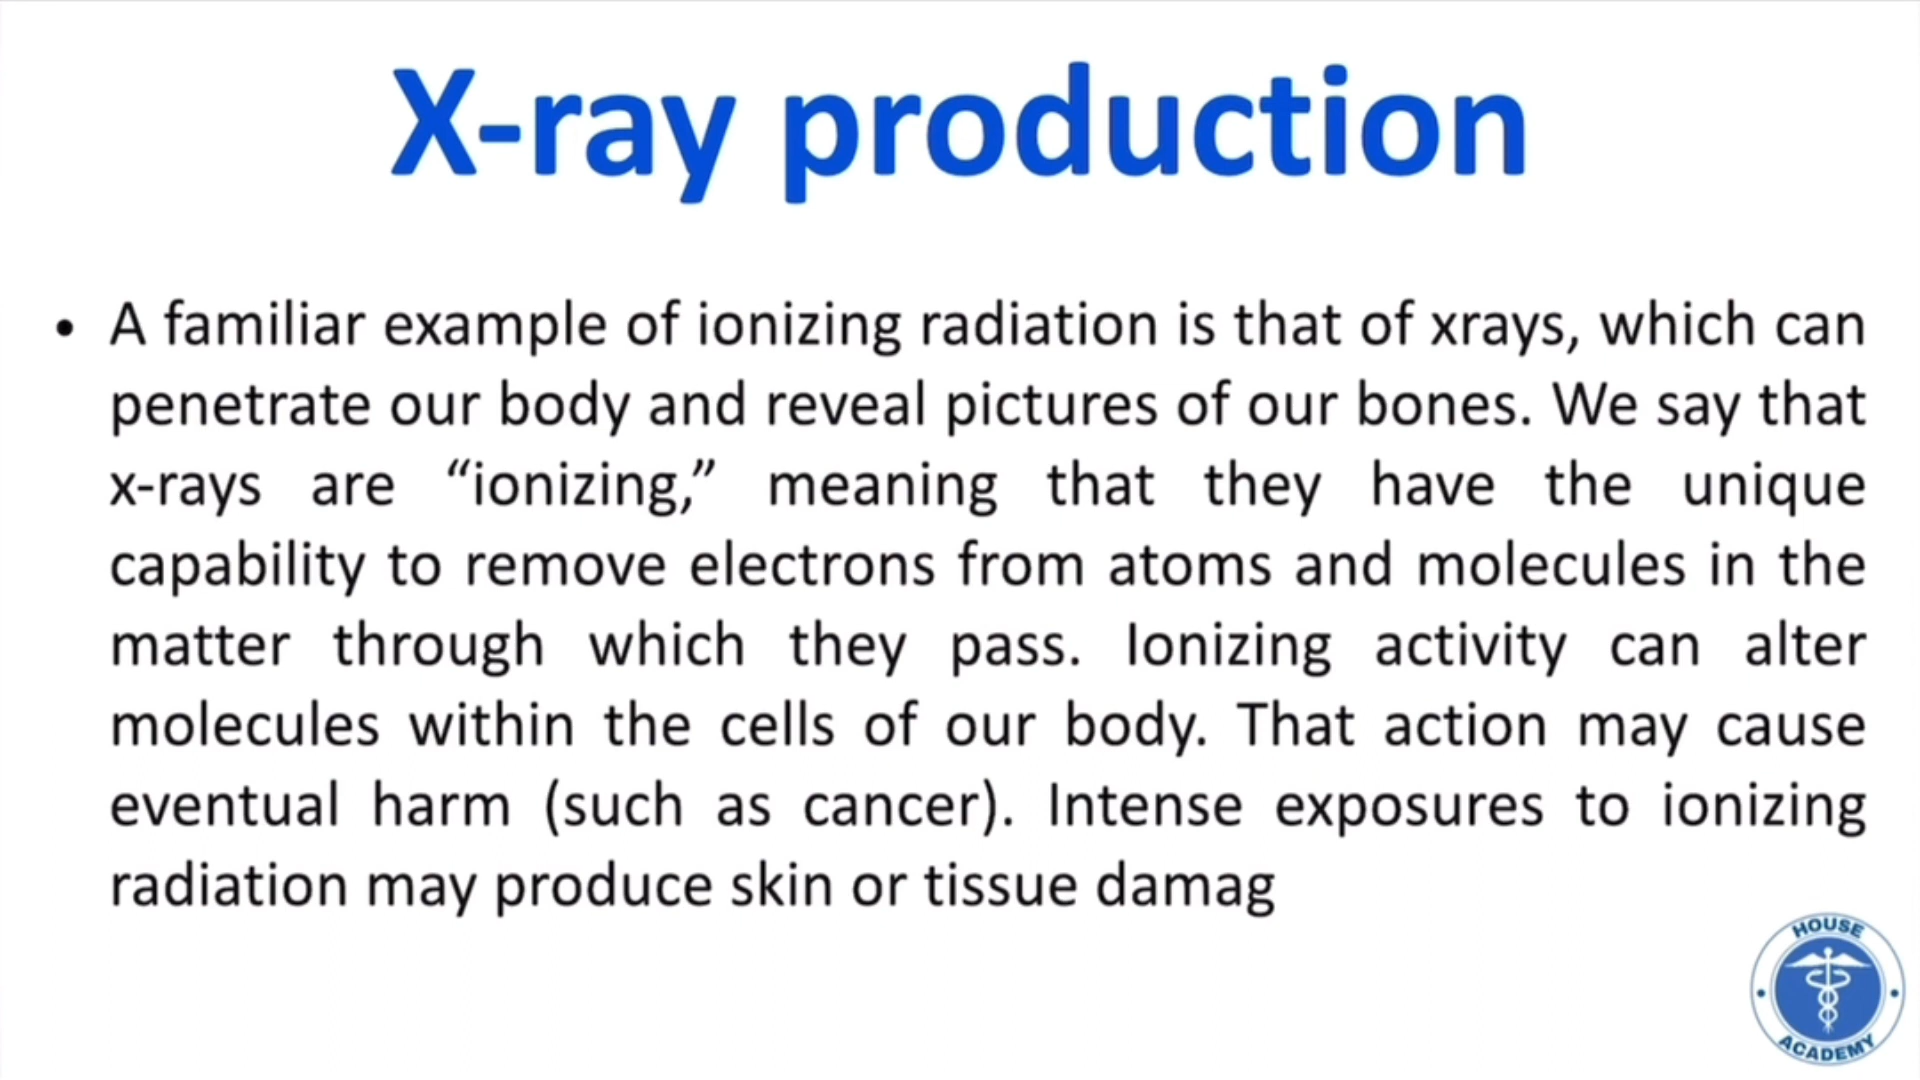 X-ray production
• A familiar example of ionizing radiation is that of xrays, which can
penetrate our body and reveal pictures of our bones. We say that
x-rays are “ionizing,” meaning that they have the unique
capability to remove electrons from atoms and molecules in the
matter through which they pass. Ionizing activity can alter
molecules within the cells of our body. That action may cause
eventual harm (such as cancer). Intense exposures to ionizing
radiation may produce skin or tissue damag
HOUSE
ACADEMY